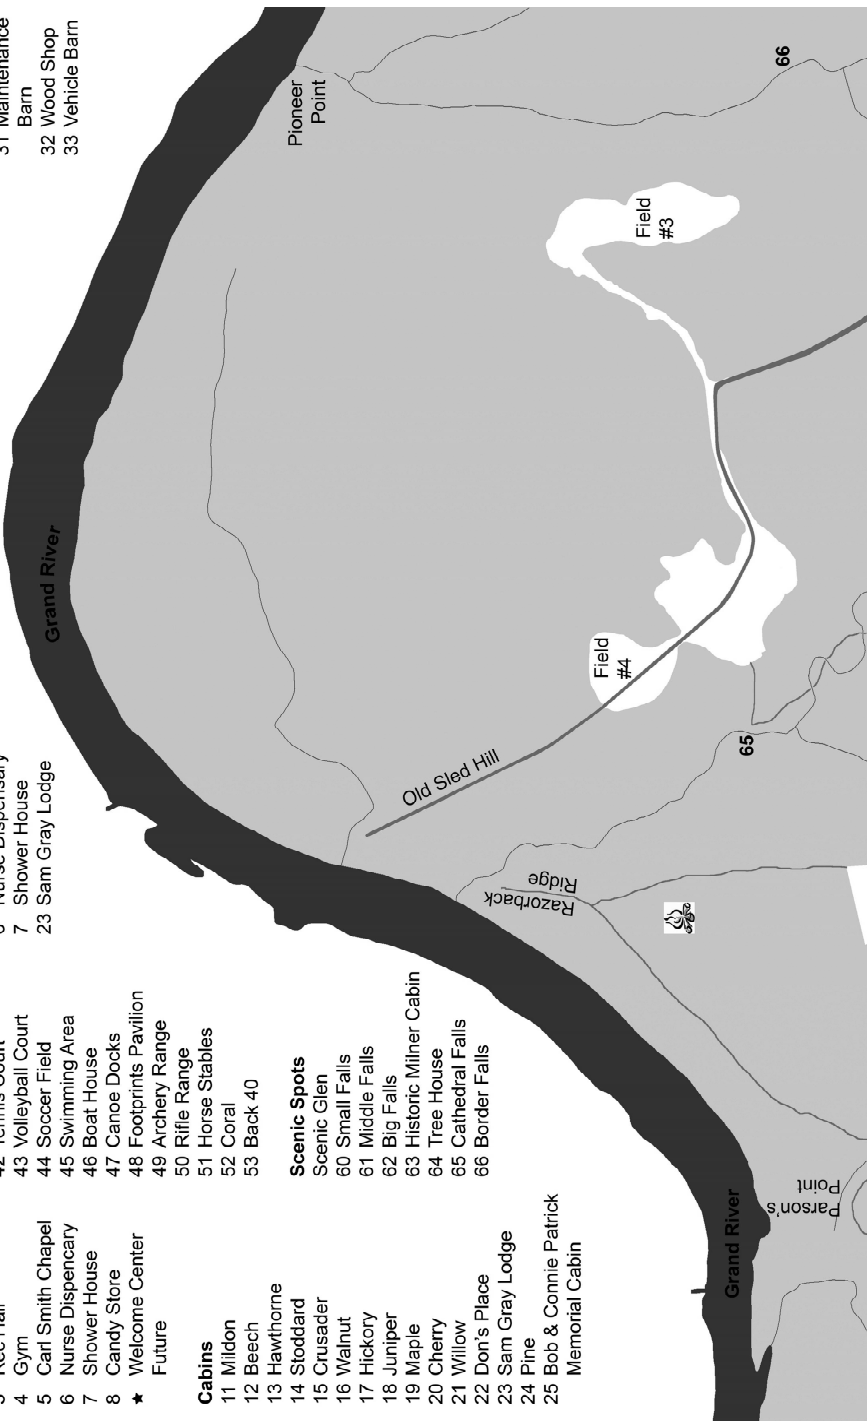 4 Gym
5 Carl Smith Chapel
6 Nurse Dispencary
7 Shower House
8 Candy Store
★ Welcome Center
Future
Cabins
11 Mildon
12 Beech
13 Hawthorne
14 Stoddard
15 Crusader
16 Walnut
17 Hickory
18 Juniper
19 Maple
20 Cherry
21 Willow
22 Don's Place
23 Sam Gray Lodge
24 Pine
25 Bob & Connie Patrick
Memorial Cabin
42 Tennis Court
43 Volleyball Court
44 Soccer Field
45 Swimming Area
46 Boat House
47 Canoe Docks
48 Footprints Pavilion
49 Archery Range
50 Rifle Range
51 Horse Stables
52 Coral
53 Back 40
Scenic Spots
Scenic Glen
60 Small Falls
61 Middle Falls
62 Big Falls
63 Historic Milner Cabin
64 Tree House
65 Cathedral Falls
66 Border Falls
7 Shower House
23 Sam Gray Lodge
31 Maintenance
Barn
32 Wood Shop
33 Vehicle Barn
Grand River
Grand River
Parson's
Point
Razorback
Ridge
Old Sled Hill
65
Field
#4
Field
#3
Pioneer
Point
66